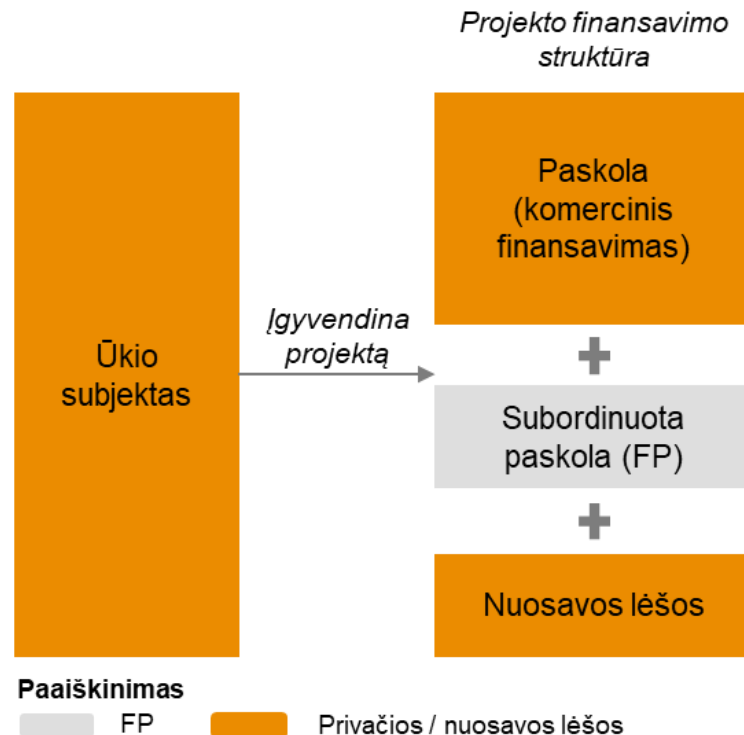 Projekto finansavimo
struktūra
Paskola
(komercinis
finansavimas)
Įgyvendina
projektą
Ūkio
subjektas
Subordinuota
paskola (FP)
Nuosavos lėšos
Paaiškinimas
FP
Privačios / nuosavos lėšos